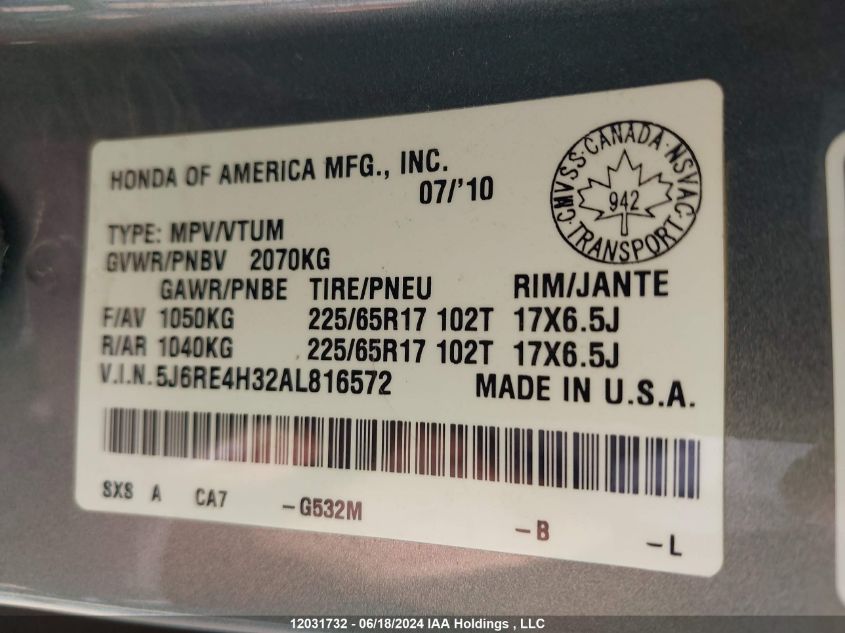 HONDA OF AMERICA MFG., INC.
07/'10
CMVSS · CANADA · NSVAC
942
TRANSPORT
TYPE: MPV/VTUM
GVWR/PNBV 2070KG
GAWR/PNBE TIRE/PNEU RIM/JANTE
F/AV 1050KG 225/65R17 102T 17X6.5J
R/AR 1040KG 225/65R17 102T 17X6.5J
V.I.N. 5J6RE4H32AL816572 MADE IN U.S.A.
SXS A CA7 -G532M -B -L
12031732 - 06/18/2024 IAA Holdings , LLC